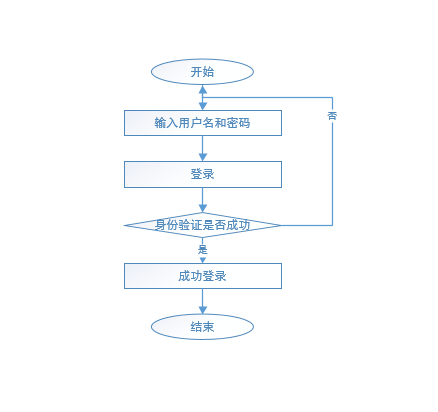 开始
输入用户名和密码
否
登录
身份验证是否成功
是
成功登录
结束